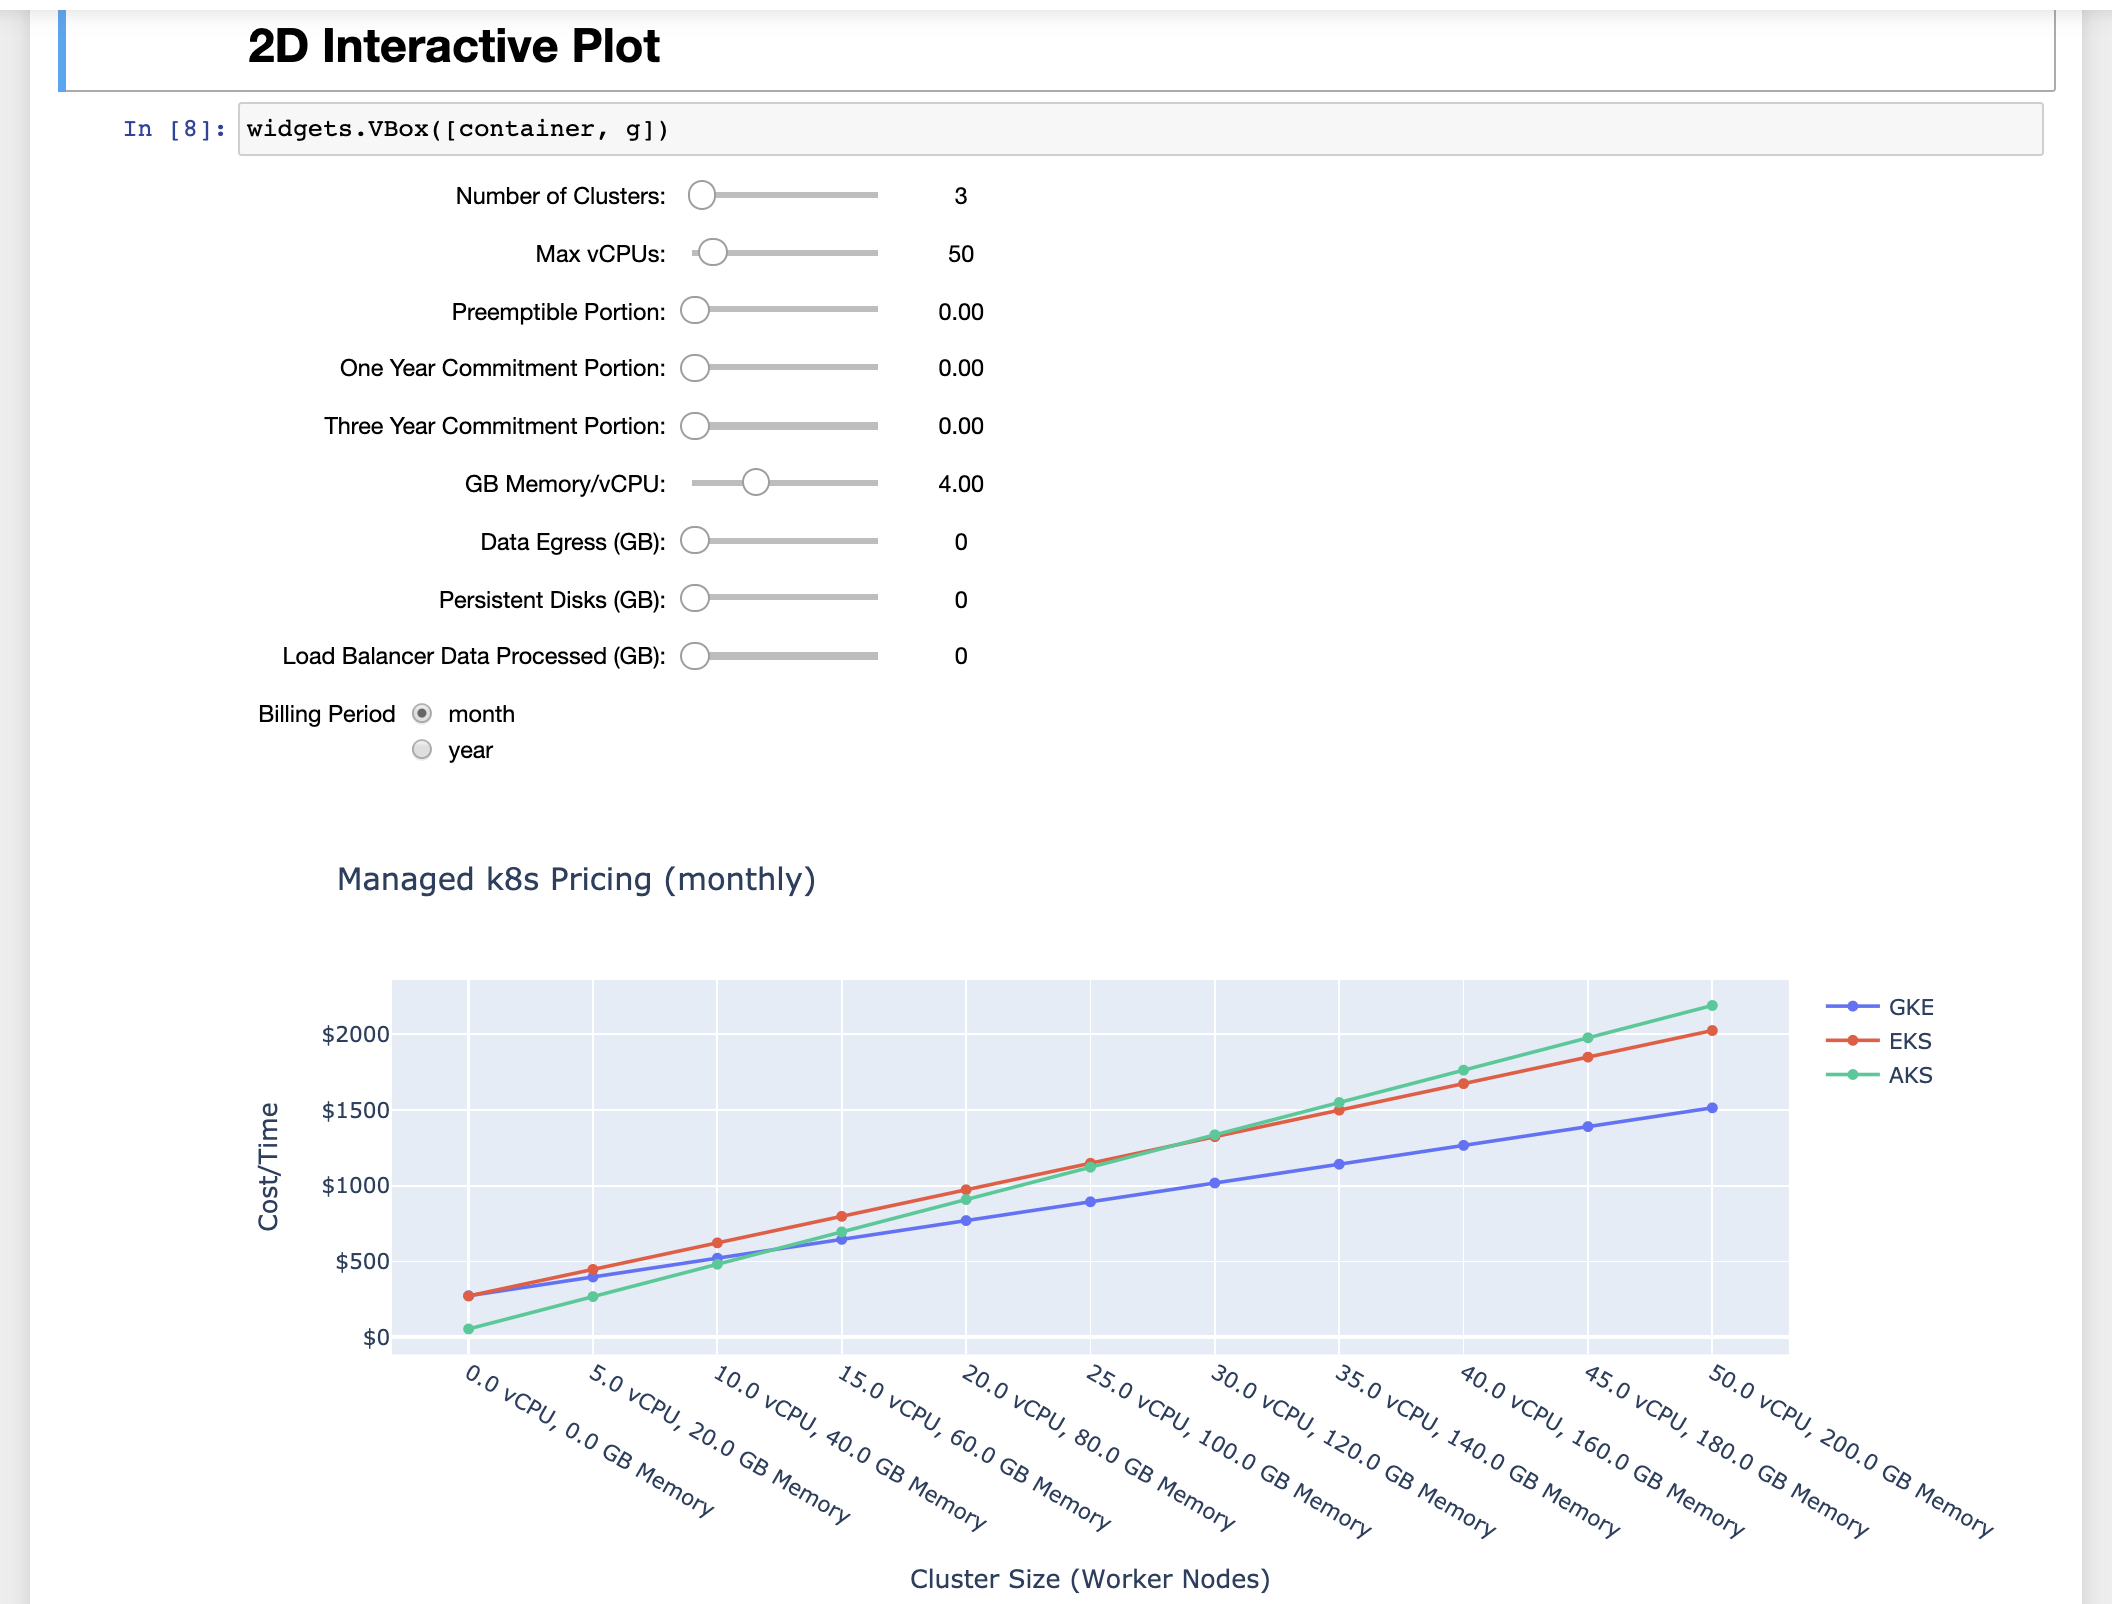 2D Interactive Plot
In [8]: widgets.VBox([container, g])
Number of Clusters: 3
Max vCPUs: 50
Preemptible Portion: 0.00
One Year Commitment Portion: 0.00
Three Year Commitment Portion: 0.00
GB Memory/vCPU: 4.00
Data Egress (GB): 0
Persistent Disks (GB): 0
Load Balancer Data Processed (GB): 0
Billing Period month
year
Managed k8s Pricing (monthly)
GKE
EKS
AKS
$2000
$1500
$1000
$500
$0
Cost/Time
0.0 vCPU, 0.0 GB Memory
5.0 vCPU, 20.0 GB Memory
10.0 vCPU, 40.0 GB Memory
15.0 vCPU, 60.0 GB Memory
20.0 vCPU, 80.0 GB Memory
25.0 vCPU, 100.0 GB Memory
30.0 vCPU, 120.0 GB Memory
35.0 vCPU, 140.0 GB Memory
40.0 vCPU, 160.0 GB Memory
45.0 vCPU, 180.0 GB Memory
50.0 vCPU, 200.0 GB Memory
Cluster Size (Worker Nodes)